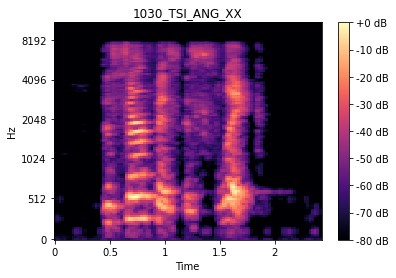 1030_TSI_ANG_XX
+0 dB
8192
-10 dB
4096
-20 dB
-30 dB
2048
Hz
-40 dB
1024
-50 dB
512
-60 dB
-70 dB
0
-80 dB
0 0.5 1 1.5 2
Time